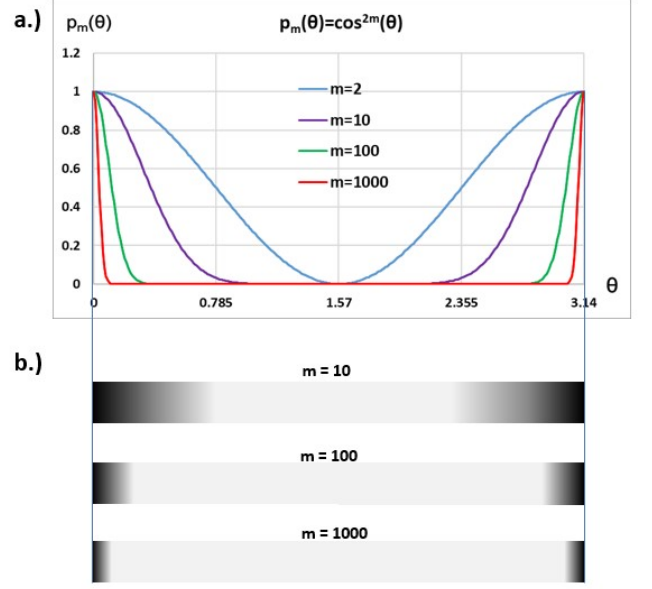 a.) pₘ(θ) pₘ(θ)=cos²ᵐ(θ)
1.2
1
0.8
0.6
0.4
0.2
0
m=2
m=10
m=100
m=1000
0 0.785 1.57 2.355 3.14 θ
b.)
m = 10
m = 100
m = 1000